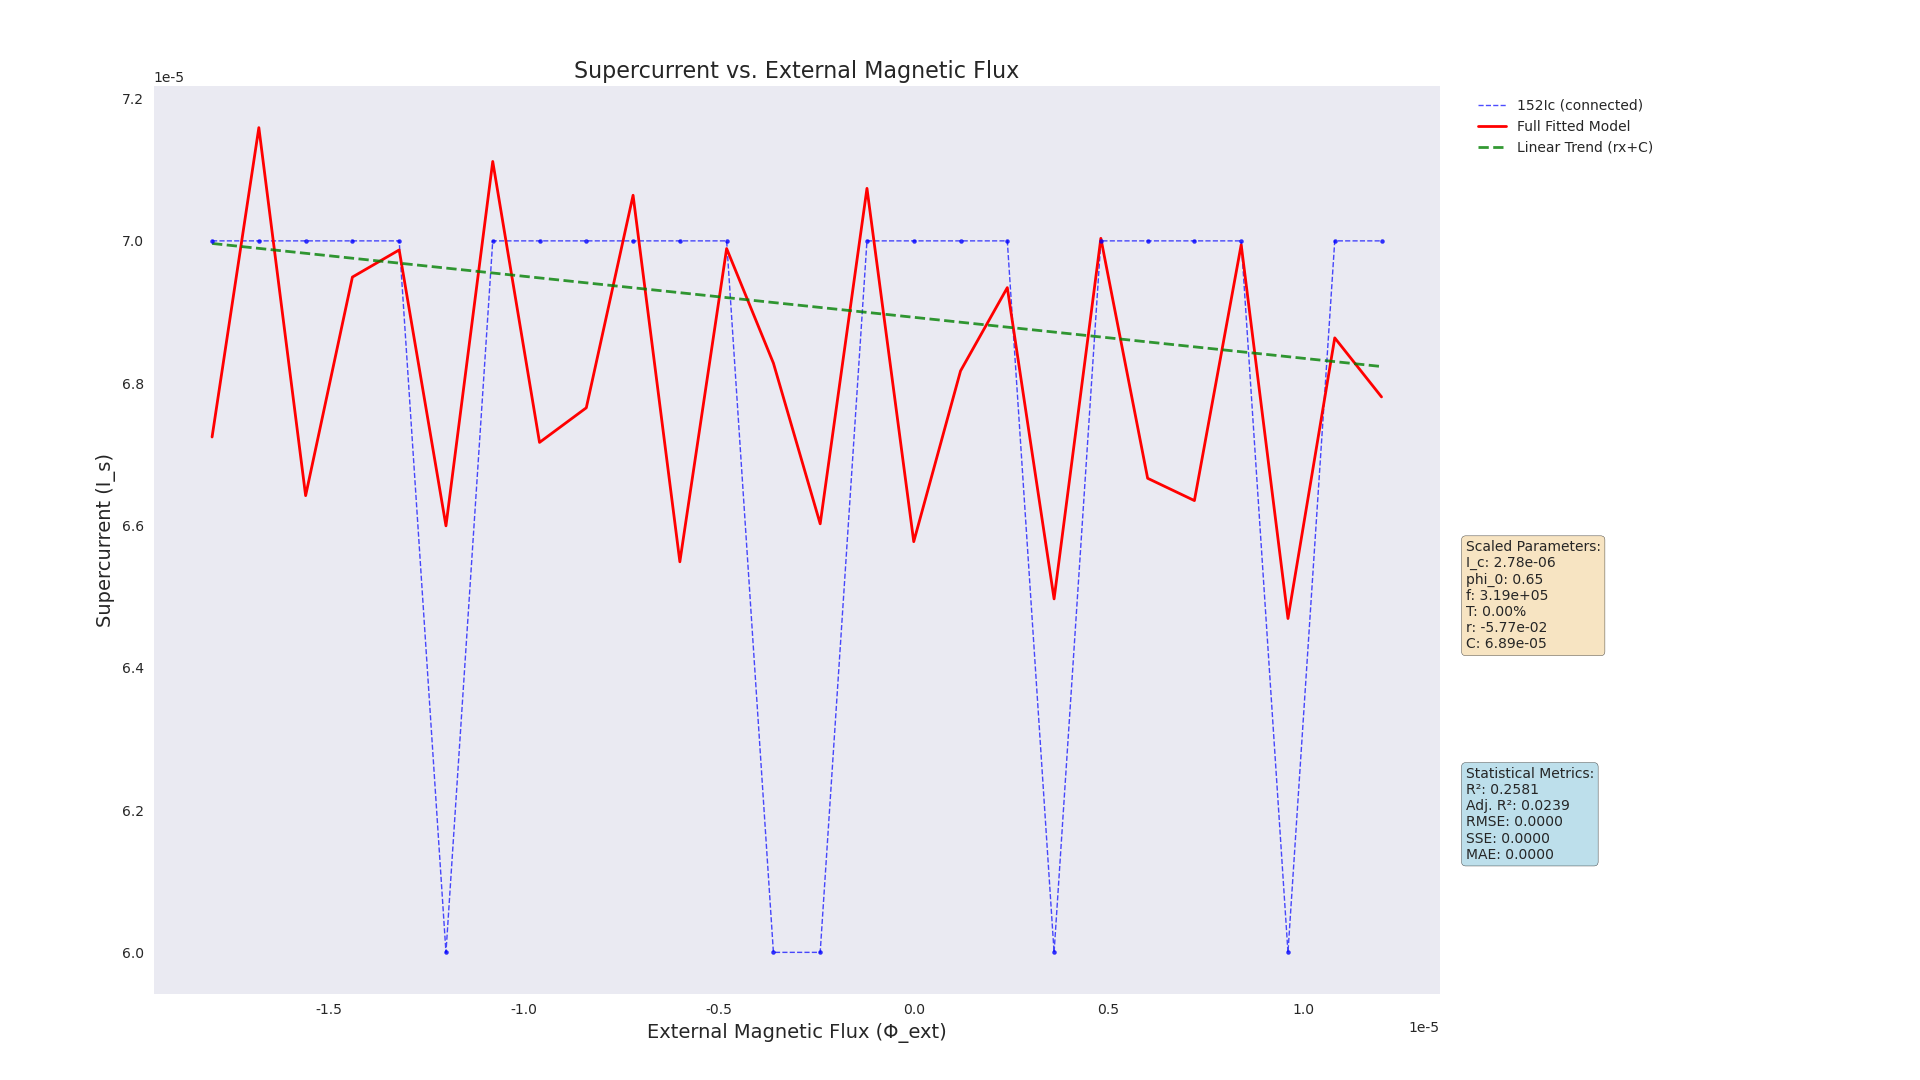 Supercurrent vs. External Magnetic Flux
1e-5
7.2
7.0
6.8
6.6
6.4
6.2
6.0
Supercurrent (I_s)
-1.5
-1.0
-0.5
0.0
0.5
1.0
1e-5
External Magnetic Flux (Φ_ext)
152Ic (connected)
Full Fitted Model
Linear Trend (rx+C)
Scaled Parameters:
I_c: 2.78e-06
phi_0: 0.65
f: 3.19e+05
T: 0.00%
r: -5.77e-02
C: 6.89e-05
Statistical Metrics:
R²: 0.2581
Adj. R²: 0.0239
RMSE: 0.0000
SSE: 0.0000
MAE: 0.0000